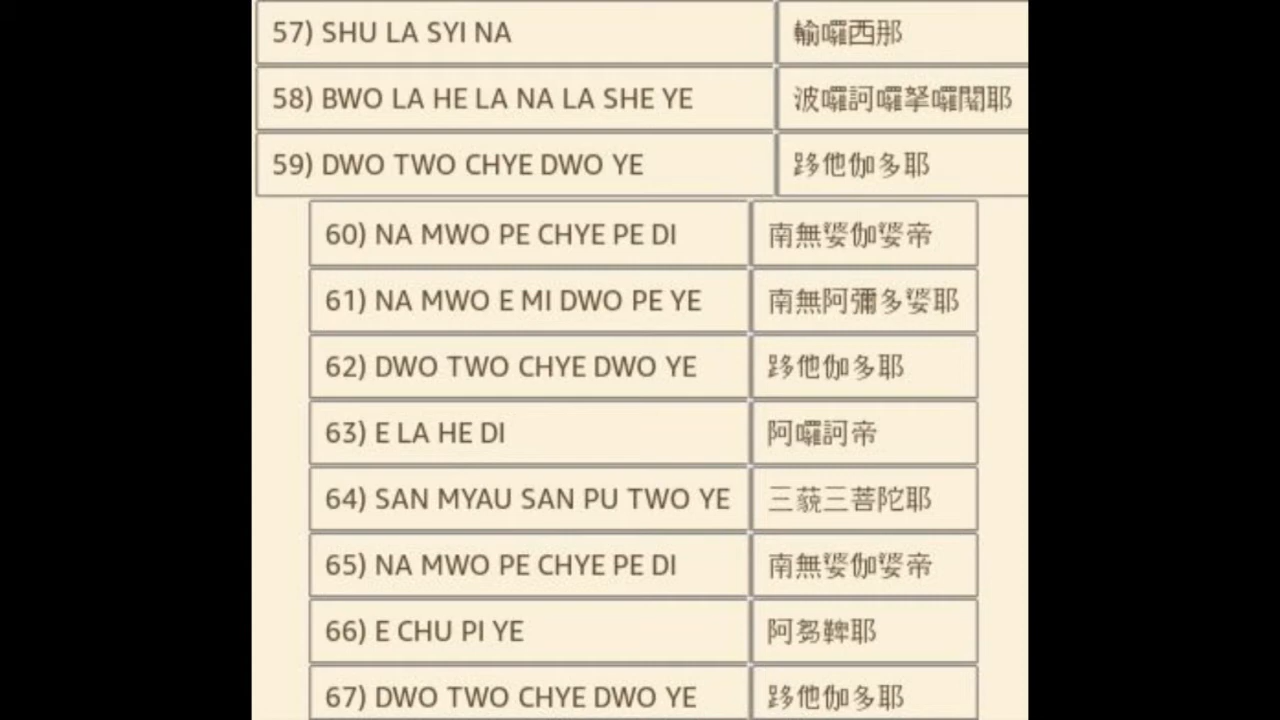 57) SHU LA SYI NA 輸囉西那
58) BWO LA HE LA NA LA SHE YE 波囉訶囉拏囉闍耶
59) DWO TWO CHYE DWO YE 跢他伽多耶
60) NA MWO PE CHYE PE DI 南無婆伽婆帝
61) NA MWO E MI DWO PE YE 南無阿彌多婆耶
62) DWO TWO CHYE DWO YE 跢他伽多耶
63) E LA HE DI 阿囉訶帝
64) SAN MYAU SAN PU TWO YE 三藐三菩陀耶
65) NA MWO PE CHYE PE DI 南無婆伽婆帝
66) E CHU PI YE 阿芻鞞耶
67) DWO TWO CHYE DWO YE 跢他伽多耶